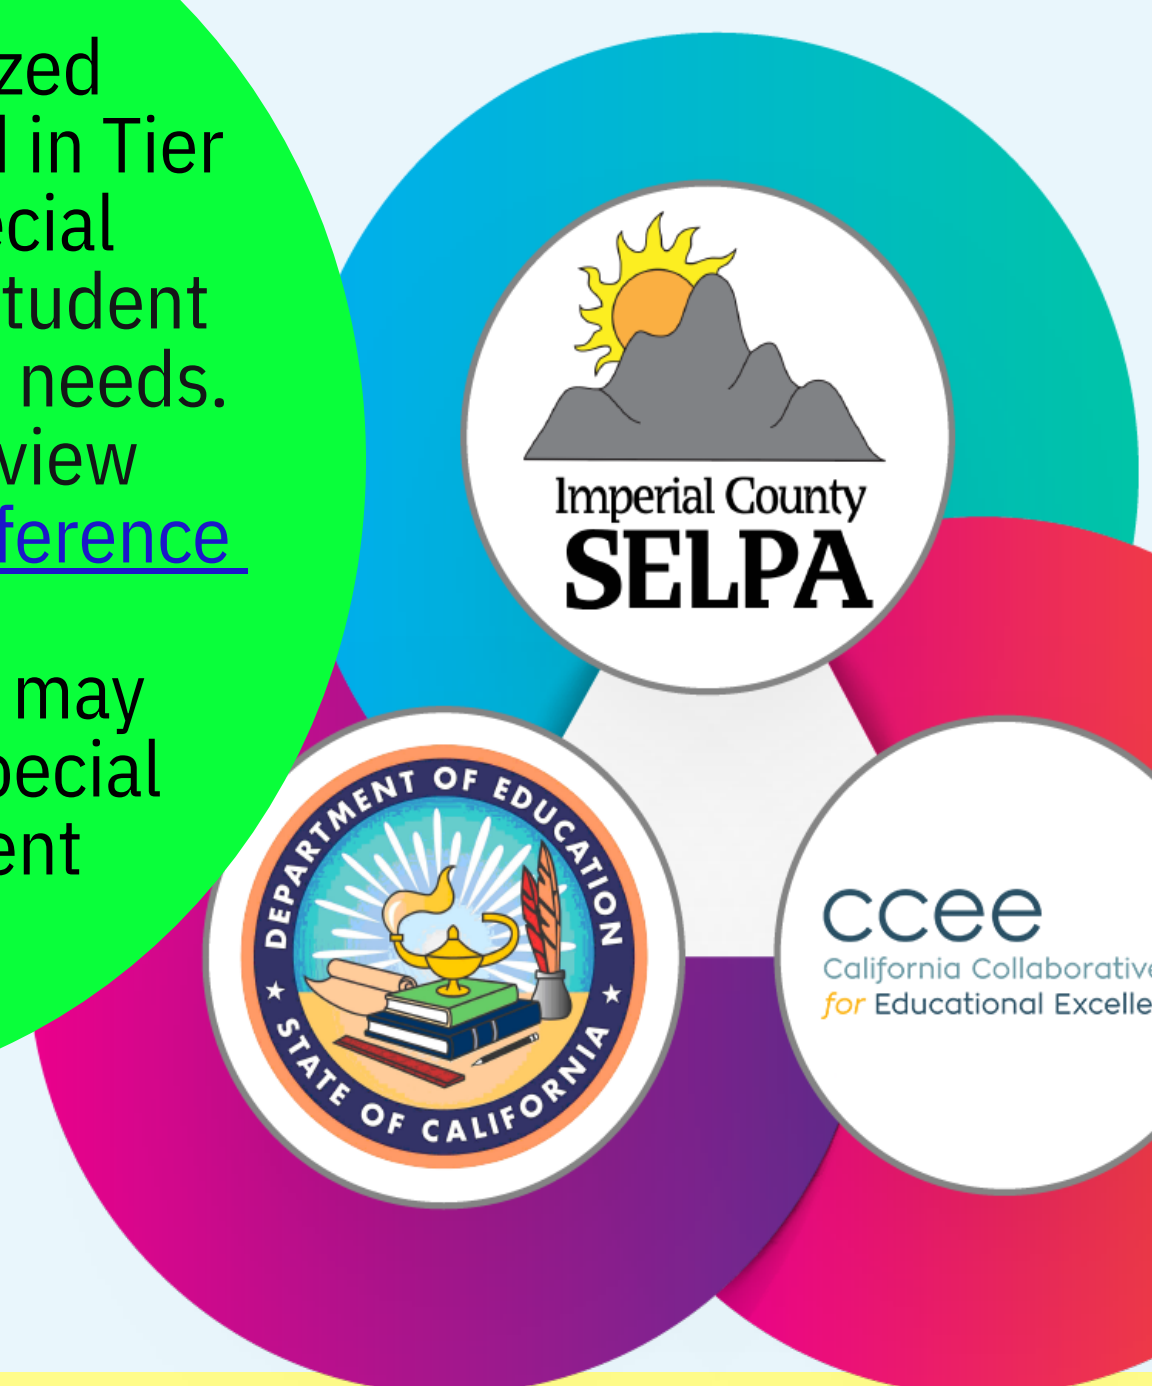 zed
in Tier
ecial
tudent
needs.
view
ference
may
pecial
ent
Imperial County
SELPA
DEPARTMENT OF EDUCATION
STATE OF CALIFORNIA
ccee
California Collaborative
for Educational Excelle